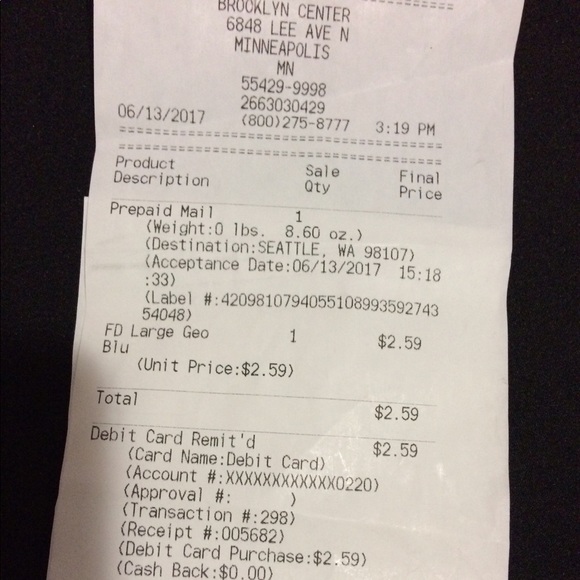 ====================
BROCKLYN CENTER
6848 LEE AVE N
MINNEAPOLIS
MN
55429-9998
2663030429
06/13/2017 (800)275-8777 3:19 PM
========================================
========================================
Product Sale Final
Description Qty Price
Prepaid Mail 1
(Weight:0 lbs. 8.60 oz.)
(Destination:SEATTLE, WA 98107)
(Acceptance Date:06/13/2017 15:18
:33)
(Label #:4209810794055108993592743
54048)
FD Large Geo 1 $2.59
Blu
(Unit Price:$2.59)
Total $2.59
Debit Card Remit'd $2.59
(Card Name:Debit Card)
(Account #:XXXXXXXXXXXX0220)
(Approval #: )
(Transaction #:298)
(Receipt #:005682)
(Debit Card Purchase:$2.59)
(Cash Back:$0.00)